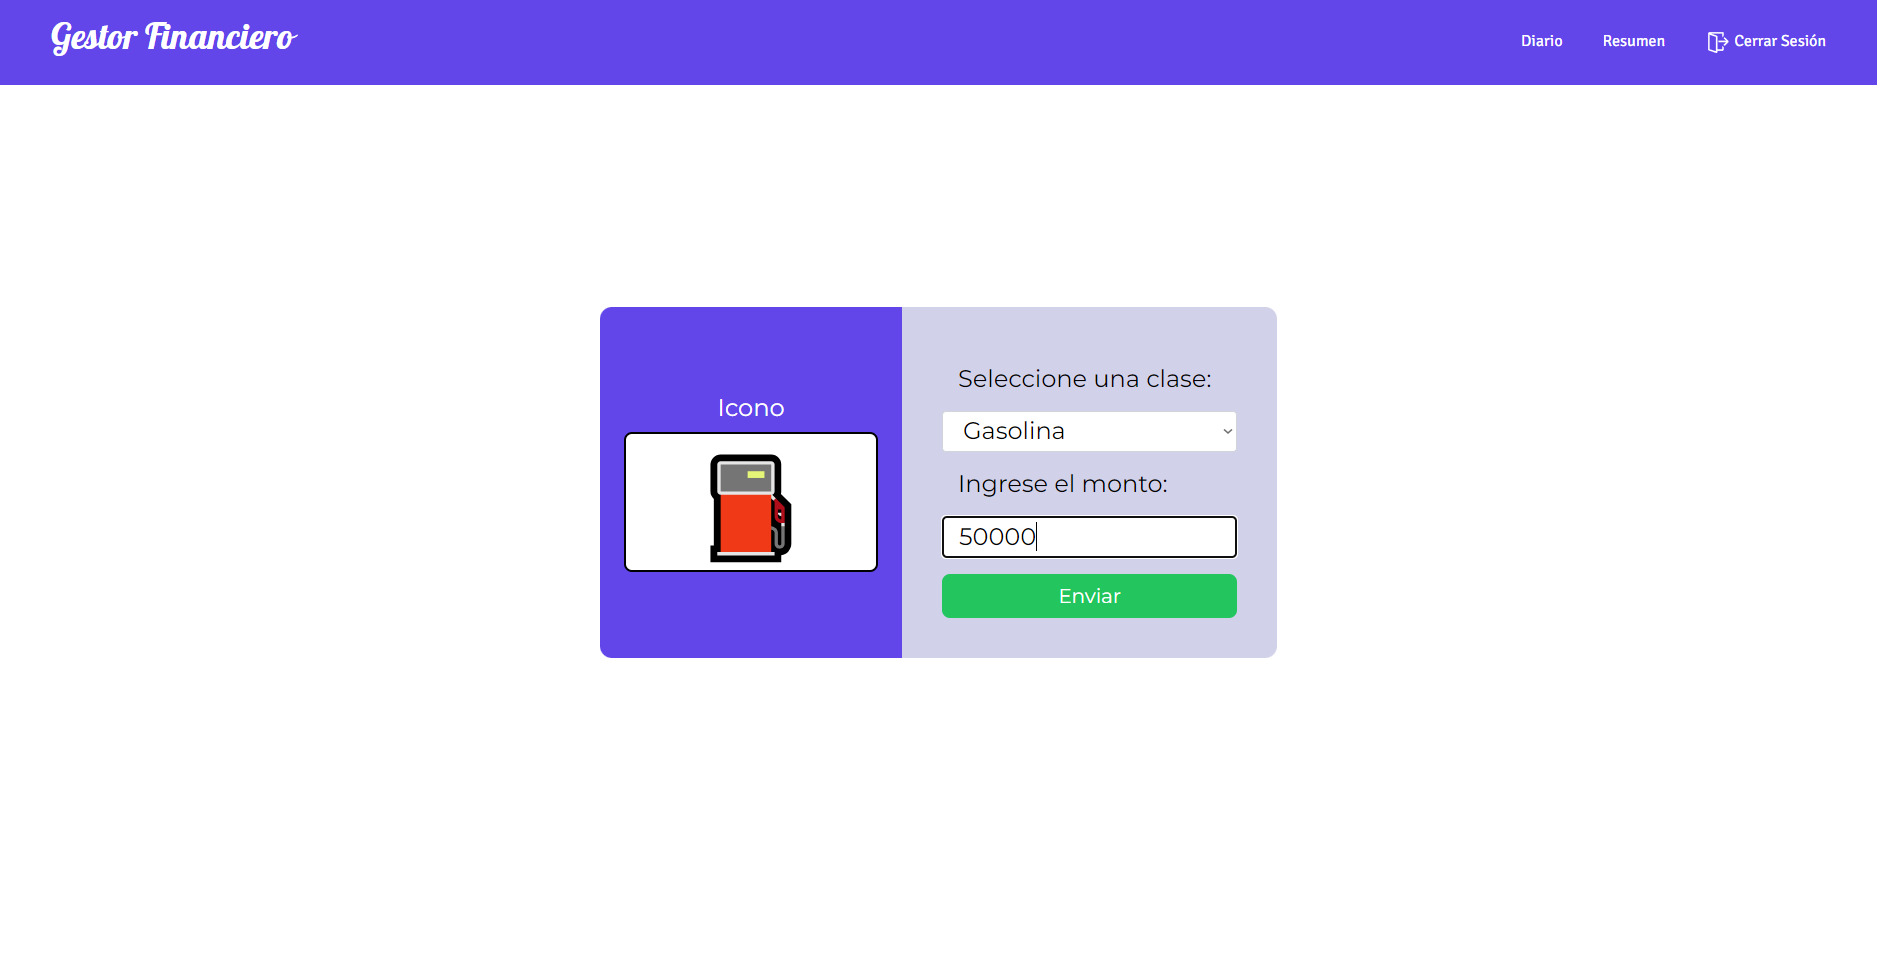 Gestor Financiero
Diario
Resumen
Cerrar Sesión
Icono
Seleccione una clase:
Gasolina
Ingrese el monto:
50000
Enviar